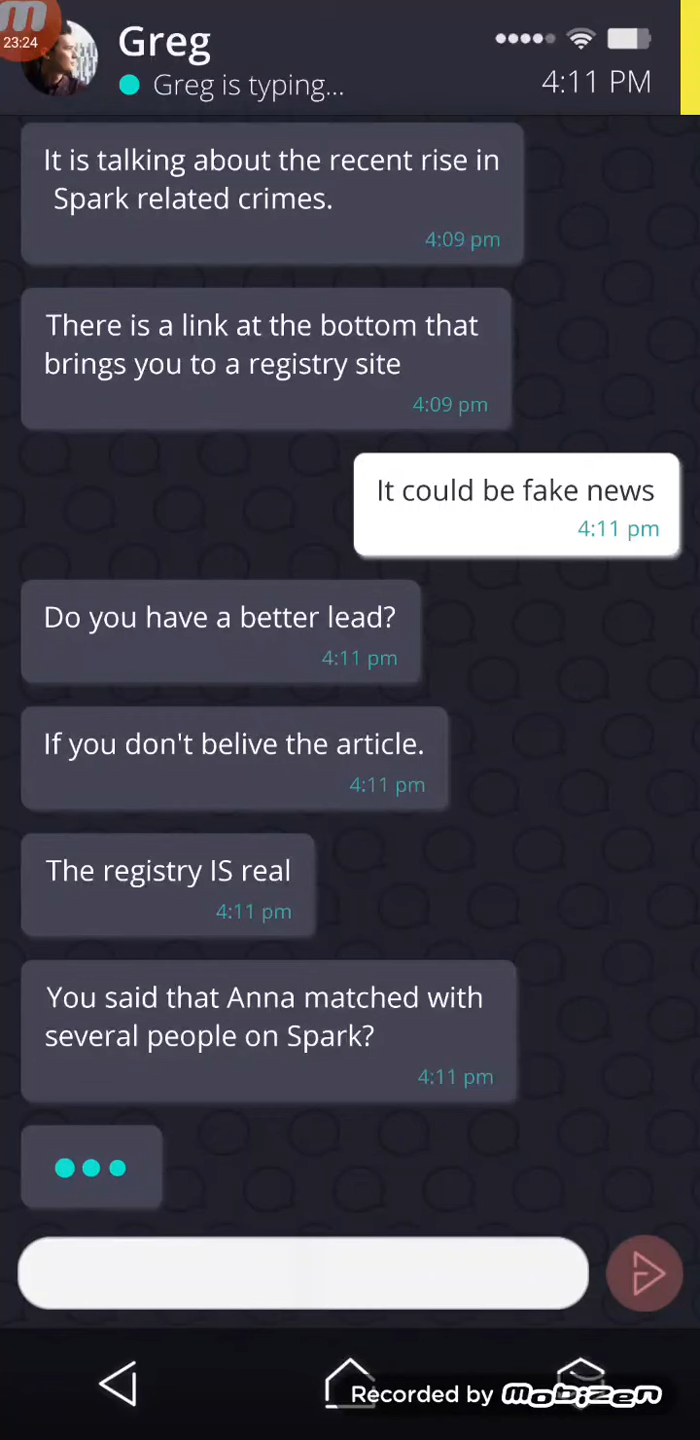 23:24
Greg
Greg is typing...
4:11 PM
It is talking about the recent rise in
Spark related crimes.
4:09 pm
There is a link at the bottom that
brings you to a registry site
4:09 pm
It could be fake news
4:11 pm
Do you have a better lead?
4:11 pm
If you don't belive the article.
4:11 pm
The registry IS real
4:11 pm
You said that Anna matched with
several people on Spark?
4:11 pm
Recorded by mobizen